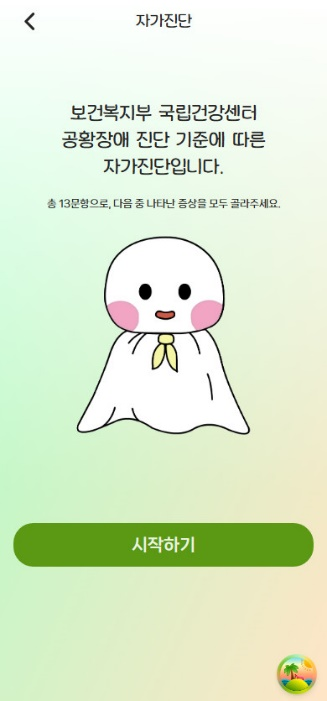 자가진단
보건복지부 국립건강센터
공황장애 진단 기준에 따른
자가진단입니다.
총 13문항으로, 다음 중 나타난 증상을 모두 골라주세요.
시작하기